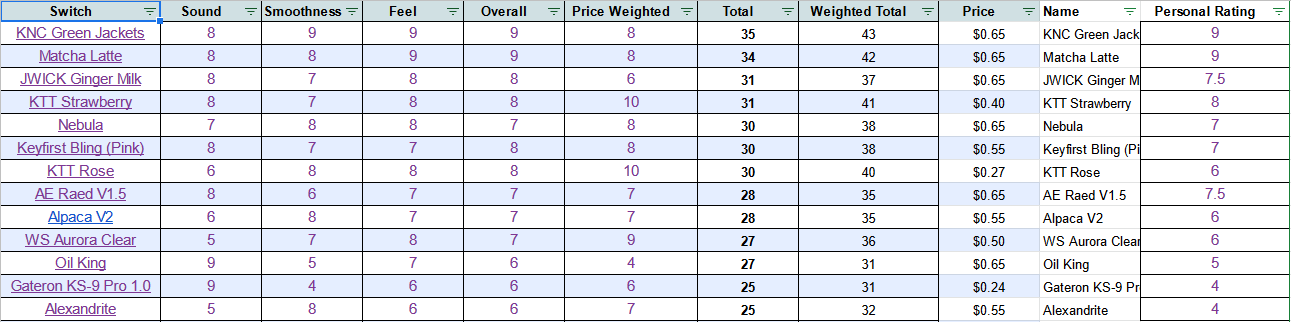 Switch Sound Smoothness Feel Overall Price Weighted Total Weighted Total Price Name Personal Rating
KNC Green Jackets 8 9 9 9 8 35 43 $0.65 KNC Green Jack 9
Matcha Latte 8 8 9 9 8 34 42 $0.65 Matcha Latte 9
JWICK Ginger Milk 8 7 8 8 6 31 37 $0.65 JWICK Ginger M 7.5
KTT Strawberry 8 7 8 8 10 31 41 $0.40 KTT Strawberry 8
Nebula 7 8 8 7 8 30 38 $0.65 Nebula 7
Keyfirst Bling (Pink) 8 7 7 8 8 30 38 $0.55 Keyfirst Bling (Pi 7
KTT Rose 6 8 8 8 10 30 40 $0.27 KTT Rose 6
AE Raed V1.5 8 6 7 7 7 28 35 $0.65 AE Raed V1.5 7.5
Alpaca V2 6 8 7 7 7 28 35 $0.55 Alpaca V2 6
WS Aurora Clear 5 7 8 7 9 27 36 $0.50 WS Aurora Clear 6
Oil King 9 5 7 6 4 27 31 $0.65 Oil King 5
Gateron KS-9 Pro 1.0 9 4 6 6 6 25 31 $0.24 Gateron KS-9 Pr 4
Alexandrite 5 8 6 6 7 25 32 $0.55 Alexandrite 4